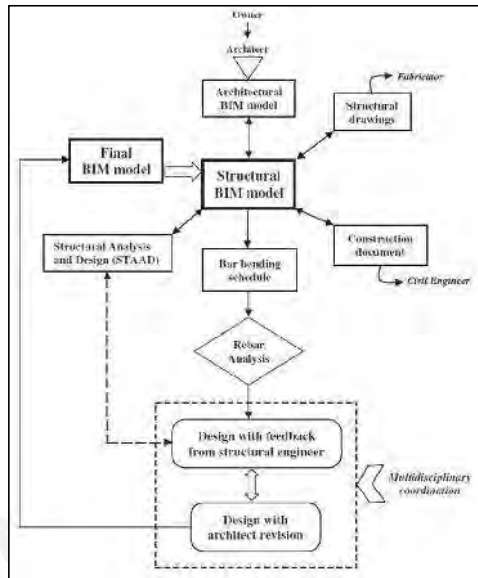 Owner
Architect
Architectural
BIM model
Fabricator
Structural
drawings
Final
BIM model
Structural
BIM model
Structural Analysis
and Design (STAAD)
Bar bending
schedule
Construction
document
Civil Engineer
Rebar
Analysis
Design with feedback
from structural engineer
Multidisciplinary
coordination
Design with
architect revision